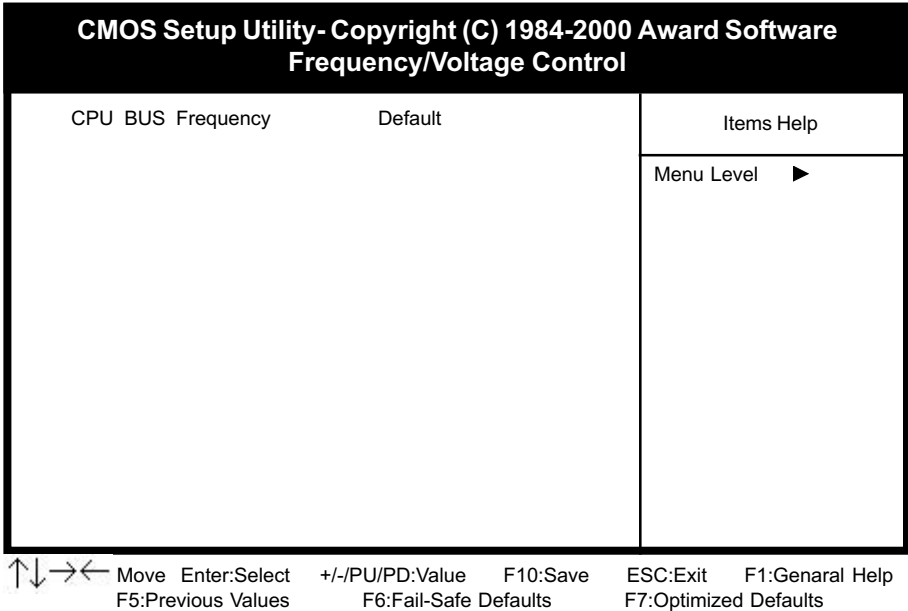 CMOS Setup Utility- Copyright (C) 1984-2000 Award Software
Frequency/Voltage Control
CPU BUS Frequency Default
Items Help
Menu Level ▶
↑↓→← Move Enter:Select +/-/PU/PD:Value F10:Save ESC:Exit F1:Genaral Help
F5:Previous Values F6:Fail-Safe Defaults F7:Optimized Defaults